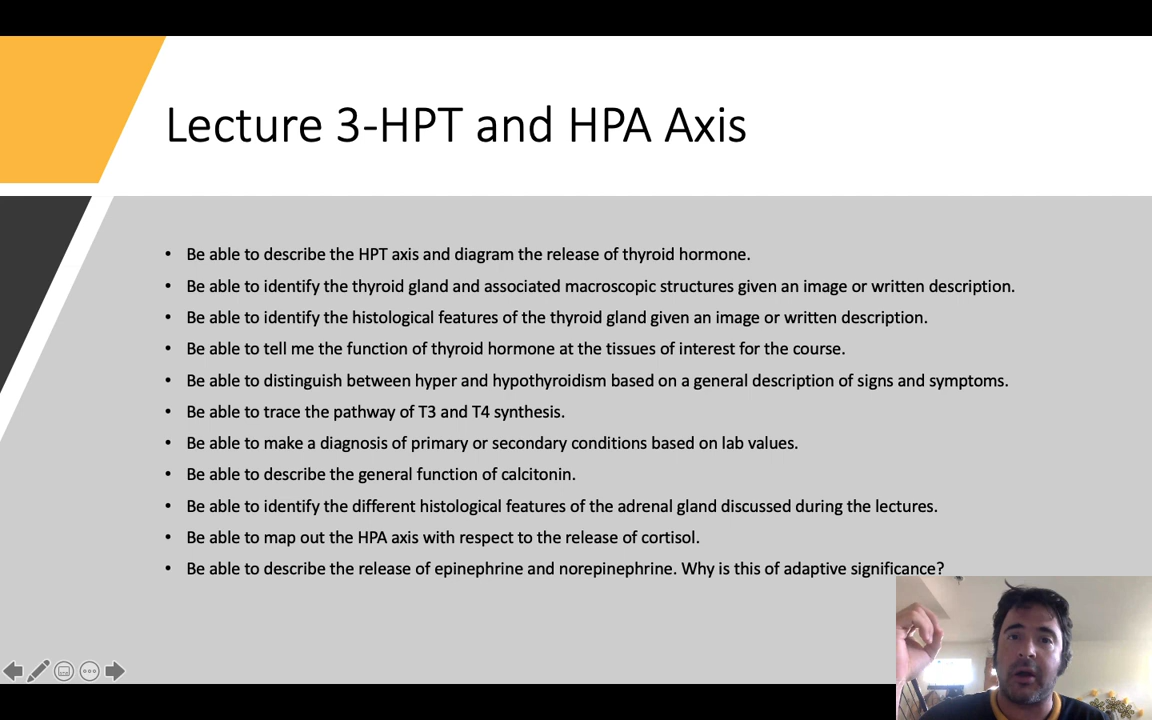 Lecture 3-HPT and HPA Axis
• Be able to describe the HPT axis and diagram the release of thyroid hormone.
• Be able to identify the thyroid gland and associated macroscopic structures given an image or written description.
• Be able to identify the histological features of the thyroid gland given an image or written description.
• Be able to tell me the function of thyroid hormone at the tissues of interest for the course.
• Be able to distinguish between hyper and hypothyroidism based on a general description of signs and symptoms.
• Be able to trace the pathway of T3 and T4 synthesis.
• Be able to make a diagnosis of primary or secondary conditions based on lab values.
• Be able to describe the general function of calcitonin.
• Be able to identify the different histological features of the adrenal gland discussed during the lectures.
• Be able to map out the HPA axis with respect to the release of cortisol.
• Be able to describe the release of epinephrine and norepinephrine. Why is this of adaptive significance?